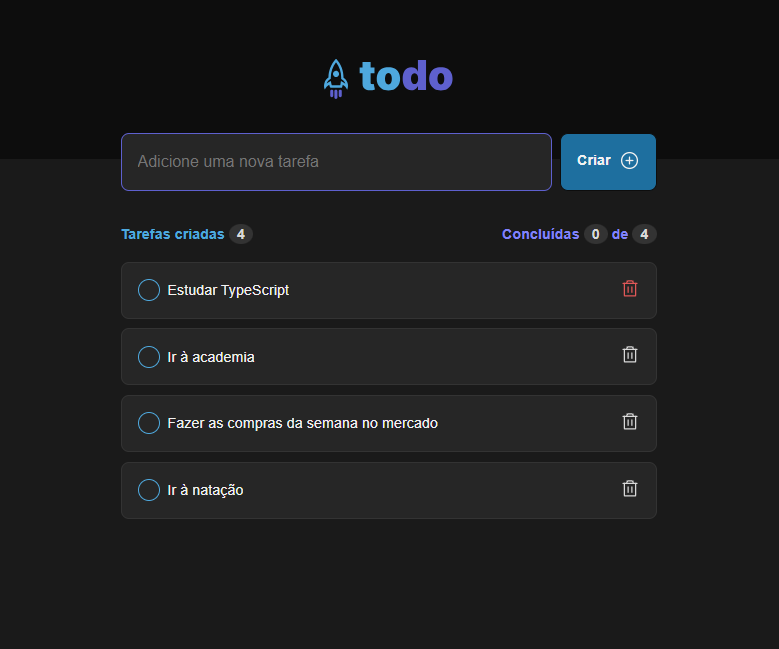 todo
Adicione uma nova tarefa
Criar
Tarefas criadas 4
Concluídas 0 de 4
Estudar TypeScript
Ir à academia
Fazer as compras da semana no mercado
Ir à natação